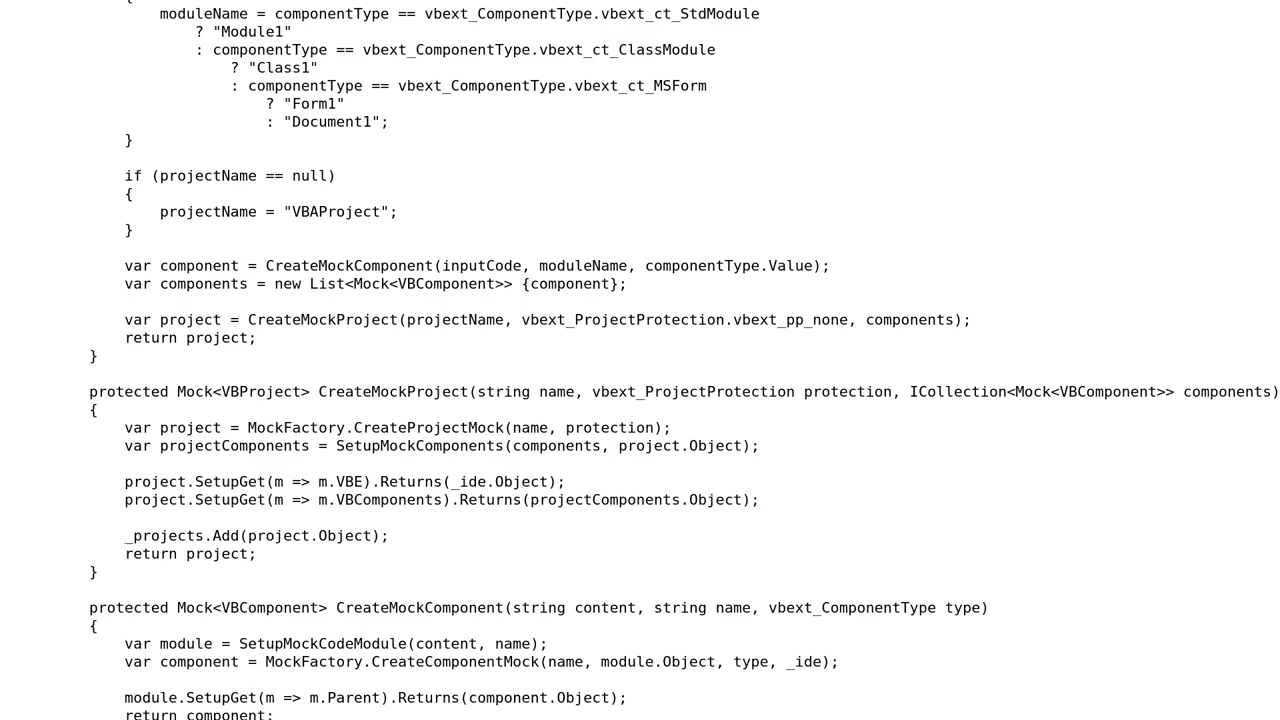 {
moduleName = componentType == vbext_ComponentType.vbext_ct_StdModule
? "Module1"
: componentType == vbext_ComponentType.vbext_ct_ClassModule
? "Class1"
: componentType == vbext_ComponentType.vbext_ct_MSForm
? "Form1"
: "Document1";
}
if (projectName == null)
{
projectName = "VBAProject";
}
var component = CreateMockComponent(inputCode, moduleName, componentType.Value);
var components = new List<Mock<VBComponent>> {component};
var project = CreateMockProject(projectName, vbext_ProjectProtection.vbext_pp_none, components);
return project;
}
protected Mock<VBProject> CreateMockProject(string name, vbext_ProjectProtection protection, ICollection<Mock<VBComponent>> components)
{
var project = MockFactory.CreateProjectMock(name, protection);
var projectComponents = SetupMockComponents(components, project.Object);
project.SetupGet(m => m.VBE).Returns(_ide.Object);
project.SetupGet(m => m.VBComponents).Returns(projectComponents.Object);
_projects.Add(project.Object);
return project;
}
protected Mock<VBComponent> CreateMockComponent(string content, string name, vbext_ComponentType type)
{
var module = SetupMockCodeModule(content, name);
var component = MockFactory.CreateComponentMock(name, module.Object, type, _ide);
module.SetupGet(m => m.Parent).Returns(component.Object);
return component;